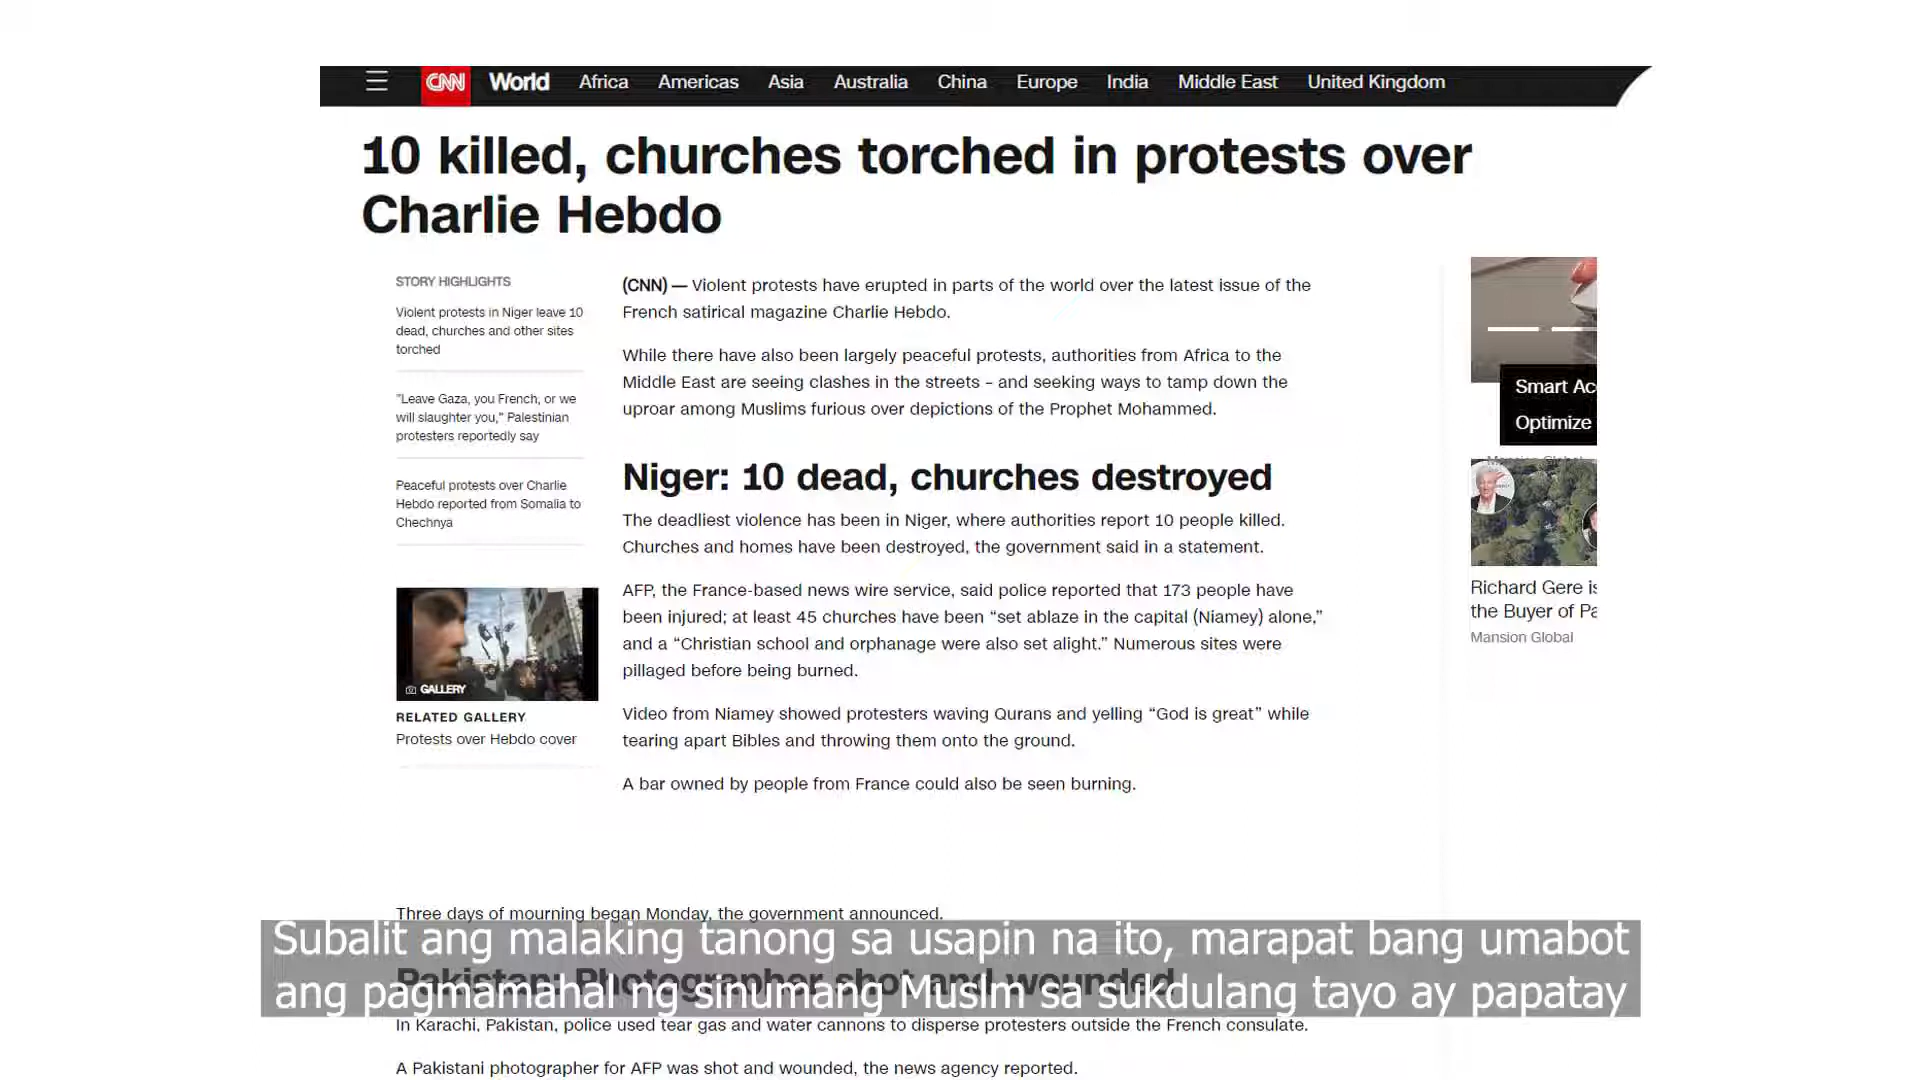 CNN World Africa Americas Asia Australia China Europe India Middle East United Kingdom
10 killed, churches torched in protests over
Charlie Hebdo
STORY HIGHLIGHTS
Violent protests in Niger leave 10
dead, churches and other sites
torched
"Leave Gaza, you French, or we
will slaughter you," Palestinian
protesters reportedly say
Peaceful protests over Charlie
Hebdo reported from Somalia to
Chechnya
GALLERY
RELATED GALLERY
Protests over Hebdo cover
(CNN) — Violent protests have erupted in parts of the world over the latest issue of the
French satirical magazine Charlie Hebdo.
While there have also been largely peaceful protests, authorities from Africa to the
Middle East are seeing clashes in the streets – and seeking ways to tamp down the
uproar among Muslims furious over depictions of the Prophet Mohammed.
Niger: 10 dead, churches destroyed
The deadliest violence has been in Niger, where authorities report 10 people killed.
Churches and homes have been destroyed, the government said in a statement.
AFP, the France-based news wire service, said police reported that 173 people have
been injured; at least 45 churches have been “set ablaze in the capital (Niamey) alone,”
and a “Christian school and orphanage were also set alight.” Numerous sites were
pillaged before being burned.
Video from Niamey showed protesters waving Qurans and yelling “God is great” while
tearing apart Bibles and throwing them onto the ground.
A bar owned by people from France could also be seen burning.
Smart Ac
Optimize
Mansion Global
Richard Gere is
the Buyer of Pa
Mansion Global
Three days of mourning began Monday, the government announced.
Subalit ang malaking tanong sa usapin na ito, marapat bang umabot
Pakistan: Photographer shot and wounded
ang pagmamahal ng sinumang Muslm sa sukdulang tayo ay papatay
In Karachi, Pakistan, police used tear gas and water cannons to disperse protesters outside the French consulate.
A Pakistani photographer for AFP was shot and wounded, the news agency reported.